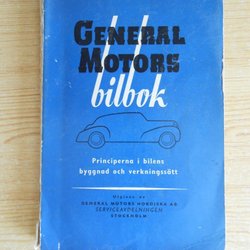 GENERAL
MOTORS
bilbok
Principerna i bilens
byggnad och verkningssätt
Utgiven av
GENERAL MOTORS NORDISKA AB
SERVICEAVDELNINGEN
STOCKHOLM